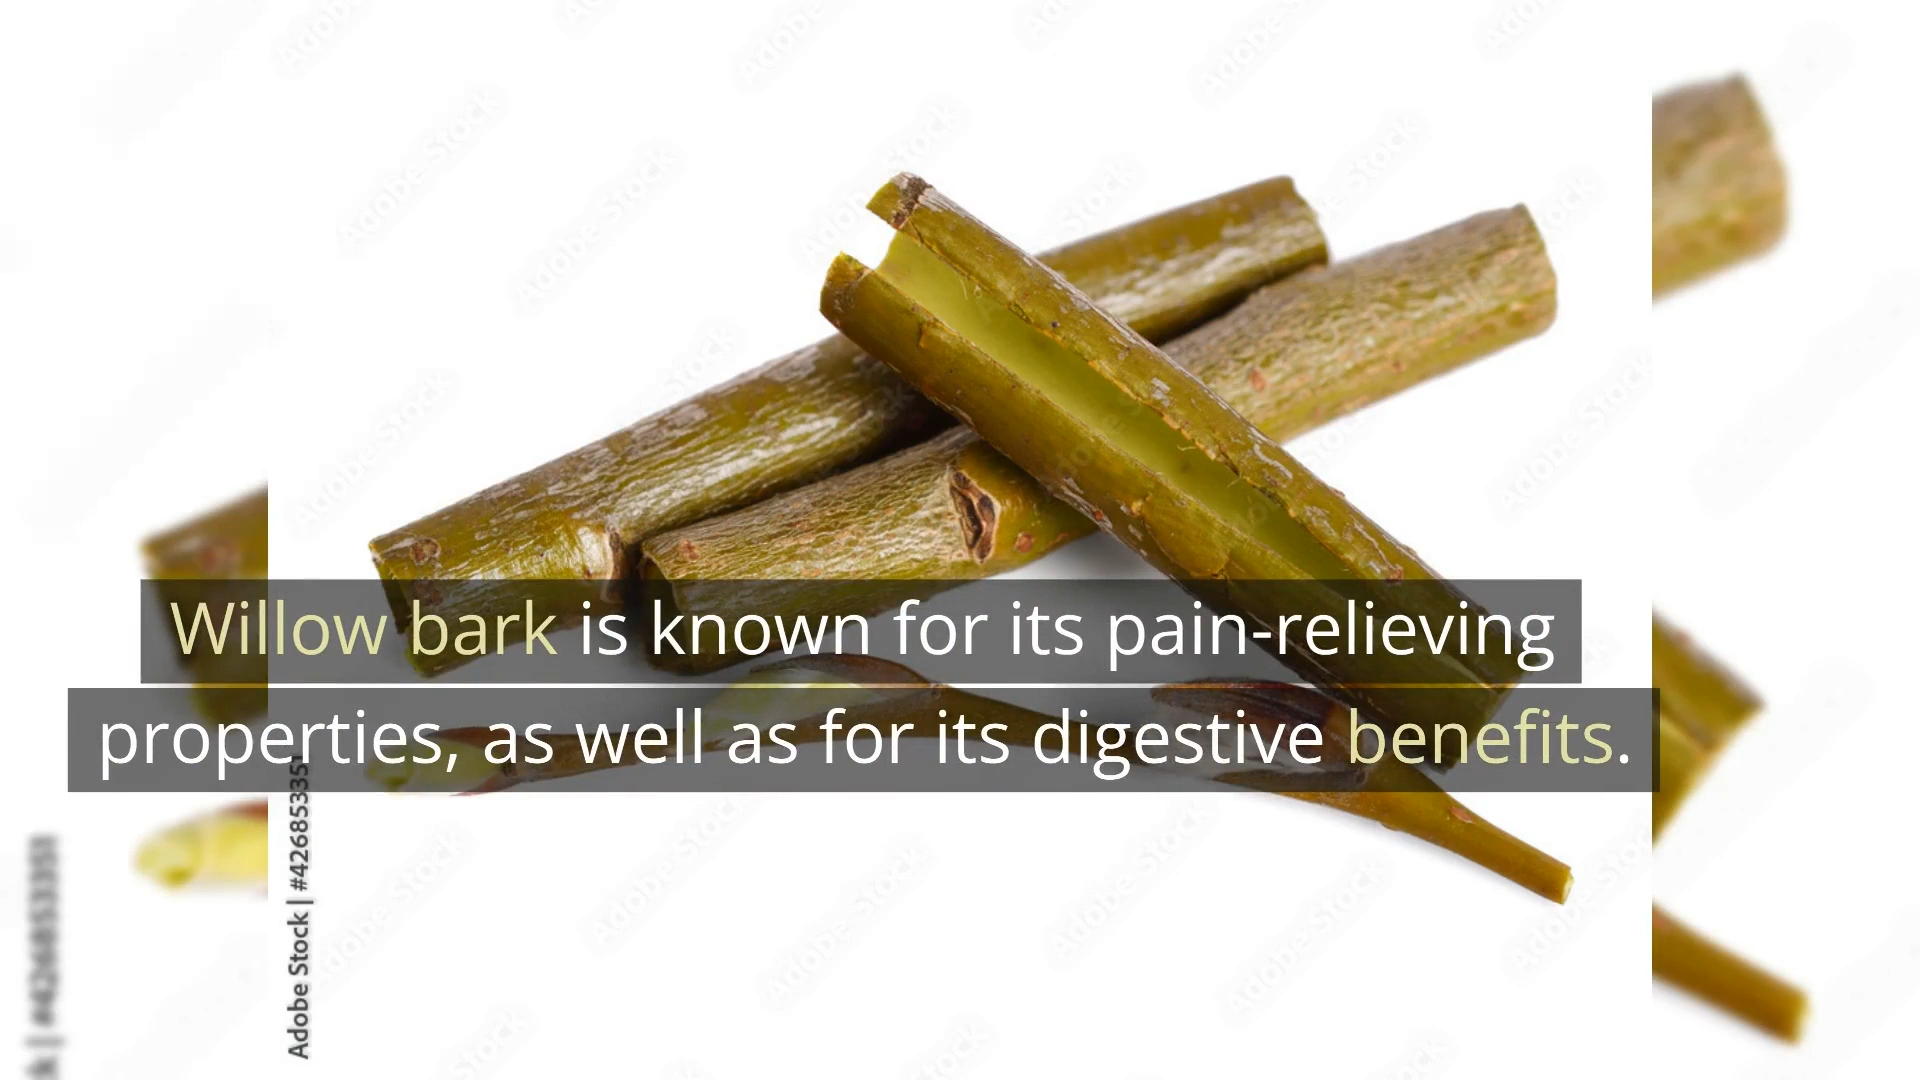 Willow bark is known for its pain-relieving
properties, as well as for its digestive benefits.
Adobe Stock | #426853351